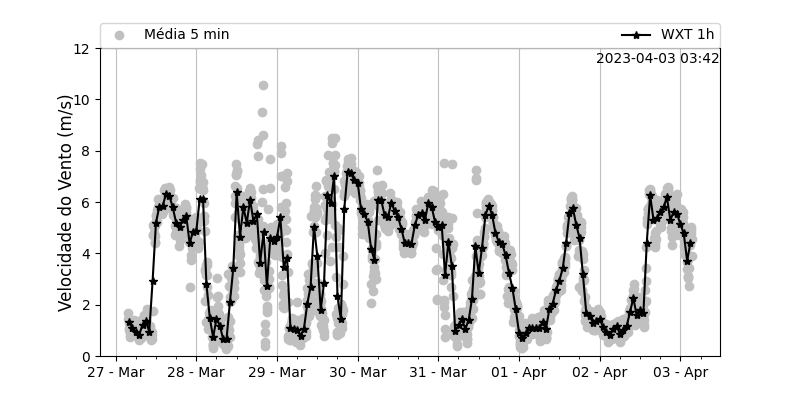 Média 5 min
WXT 1h
2023-04-03 03:42
Velocidade do Vento (m/s)
12
10
8
6
4
2
0
27 - Mar 28 - Mar 29 - Mar 30 - Mar 31 - Mar 01 - Apr 02 - Apr 03 - Apr